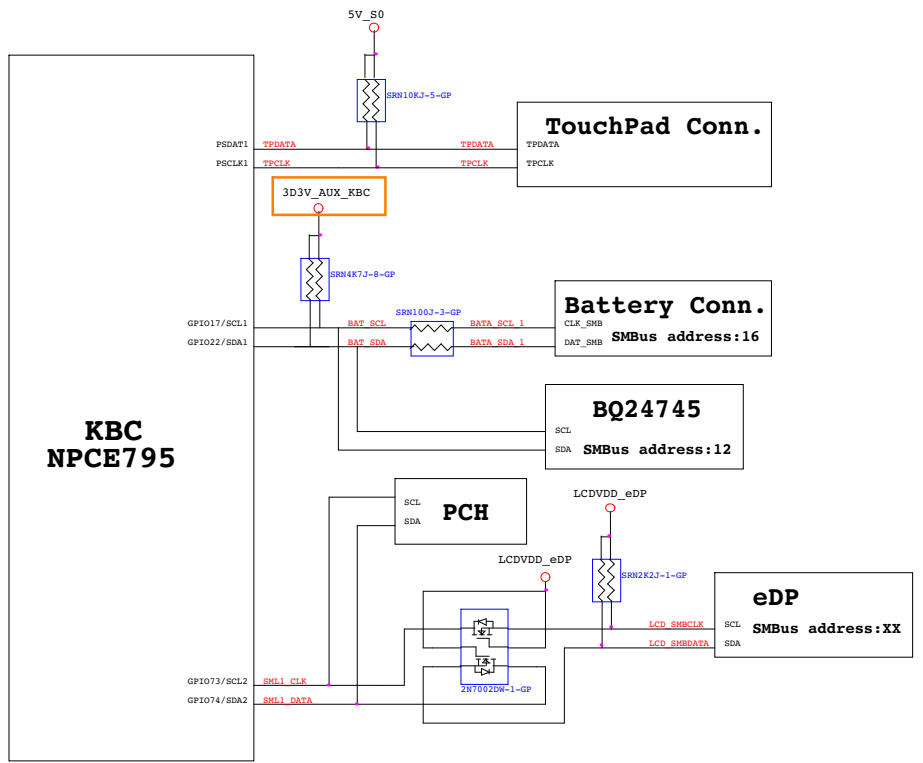 5V_S0
SRN10KJ-5-GP
TouchPad Conn.
PSDAT1 TPDATA TPDATA TPDATA
PSCLK1 TPCLK TPCLK TPCLK
3D3V_AUX_KBC
SRN4K7J-8-GP
SRN100J-3-GP
Battery Conn.
GPIO17/SCL1 BAT_SCL BATA_SCL_1 CLK_SMB
SMBus address:16
GPIO22/SDA1 BAT_SDA BATA_SDA_1 DAT_SMB
BQ24745
SCL
SDA SMBus address:12
KBC
NPCE795
SCL
SDA
PCH
LCDVDD_eDP
LCDVDD_eDP
SRN2K2J-1-GP
eDP
LCD_SMBCLK SCL
SMBus address:XX
LCD_SMBDATA SDA
GPIO73/SCL2 SML1_CLK
2N7002DW-1-GP
GPIO74/SDA2 SML1_DATA